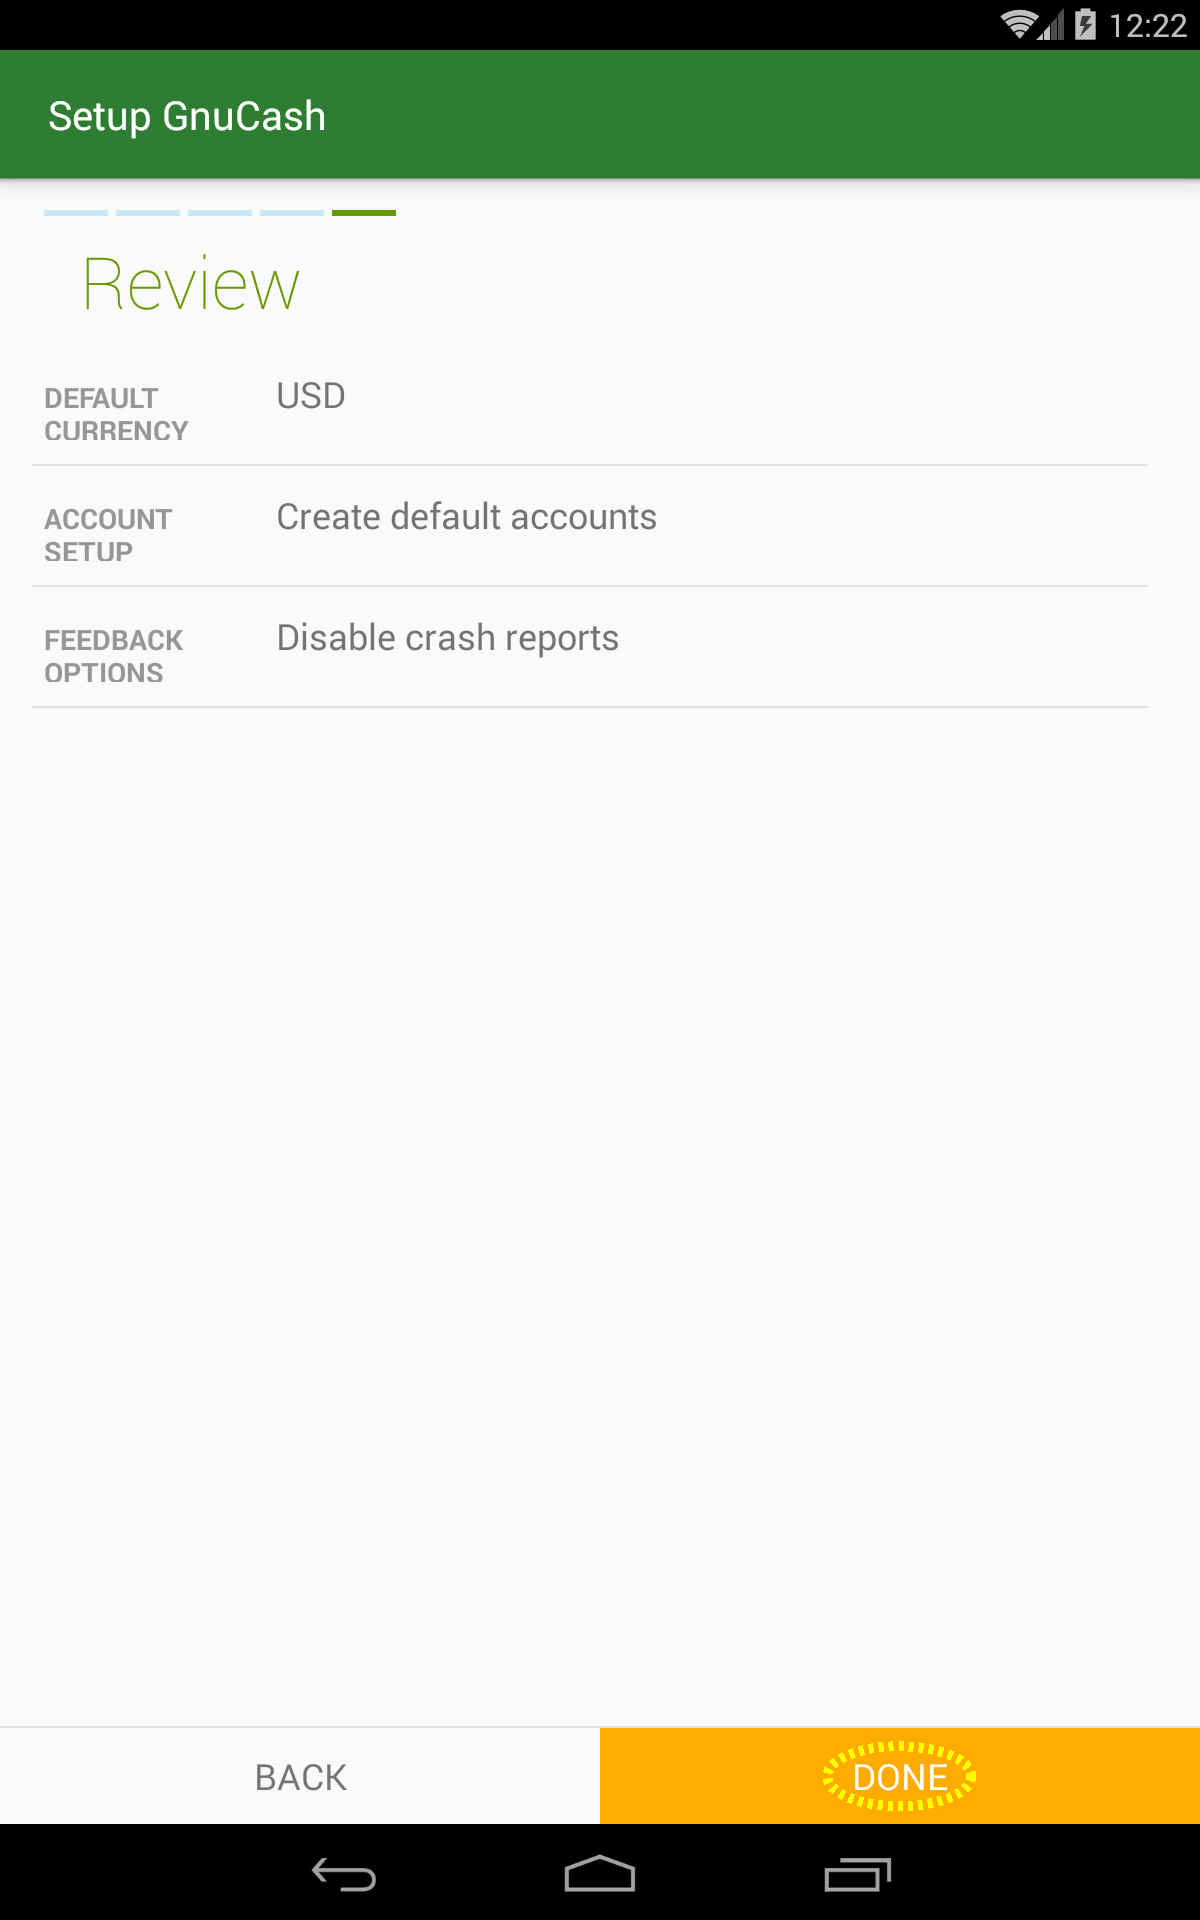 12:22
Setup GnuCash
Review
DEFAULT
CURRENCY
USD
ACCOUNT
SETUP
Create default accounts
FEEDBACK
OPTIONS
Disable crash reports
BACK
DONE